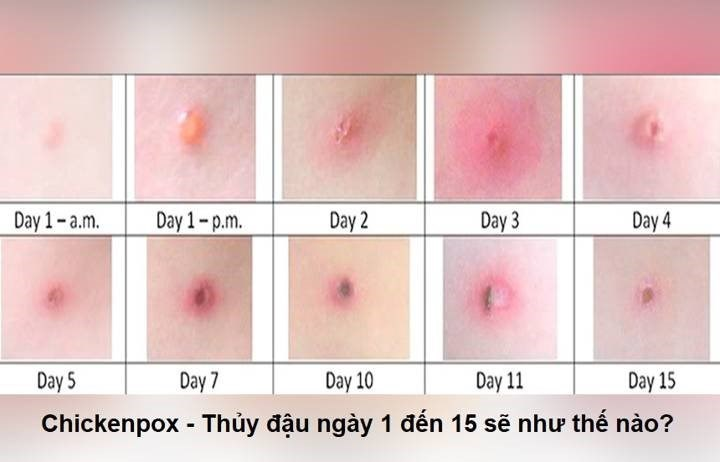 Day 1 – a.m.
Day 1 – p.m.
Day 2
Day 3
Day 4
Day 5
Day 7
Day 10
Day 11
Day 15
Chickenpox - Thủy đậu ngày 1 đến 15 sẽ như thế nào?